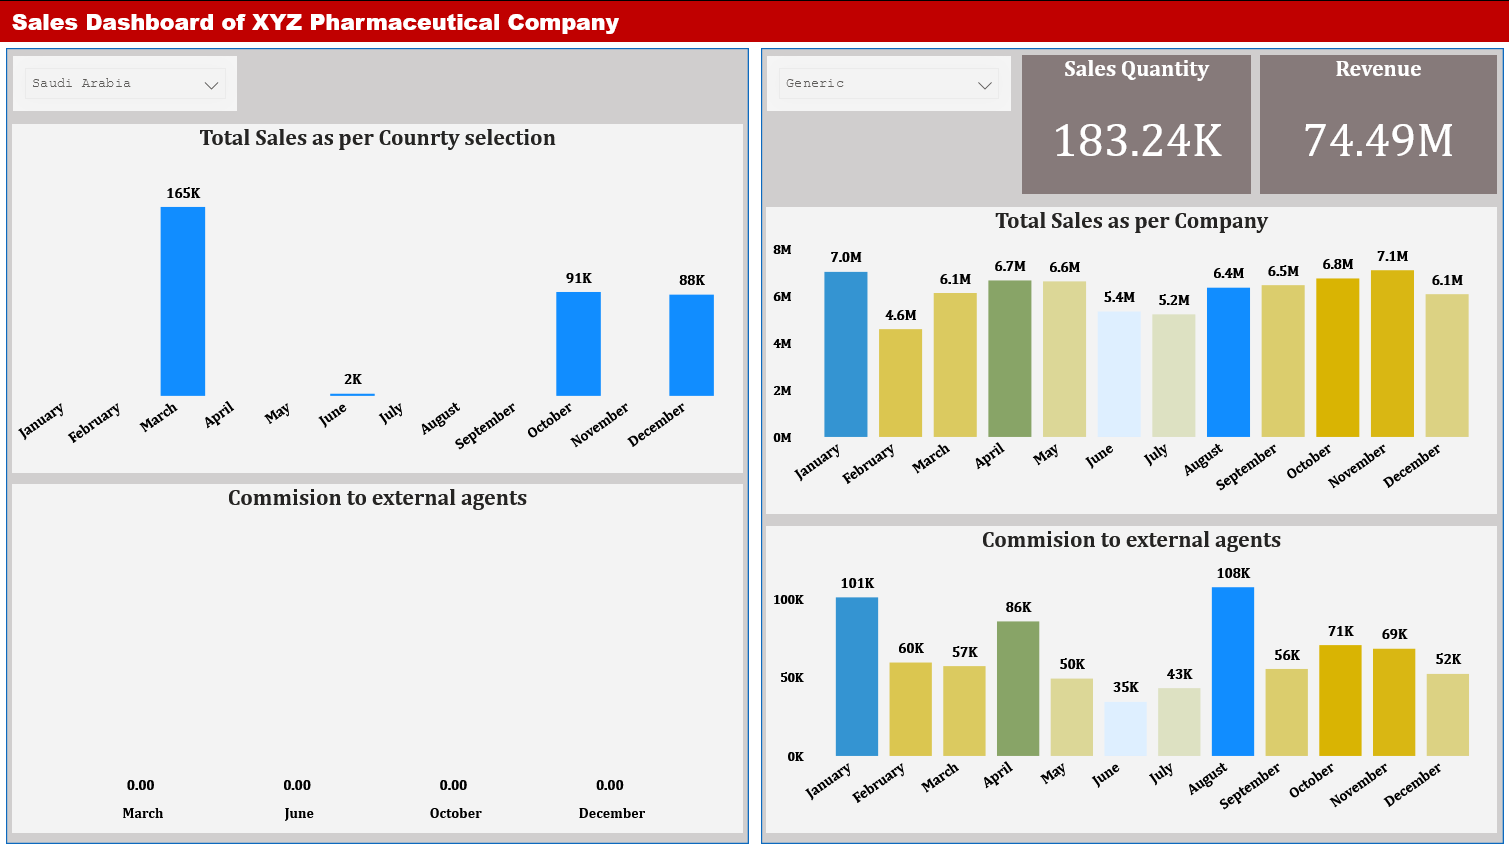 Sales Dashboard of XYZ Pharmaceutical Company
Saudi Arabia
Total Sales as per Counrty selection
165K
2K
91K
88K
January
February
March
April
May
June
July
August
September
October
November
December
Commision to external agents
0.00
0.00
0.00
0.00
March
June
October
December
Generic
Sales Quantity
183.24K
Revenue
74.49M
Total Sales as per Company
8M
6M
4M
2M
0M
7.0M
4.6M
6.1M
6.7M
6.6M
5.4M
5.2M
6.4M
6.5M
6.8M
7.1M
6.1M
January
February
March
April
May
June
July
August
September
October
November
December
Commision to external agents
100K
50K
0K
101K
60K
57K
86K
50K
35K
43K
108K
56K
71K
69K
52K
January
February
March
April
May
June
July
August
September
October
November
December